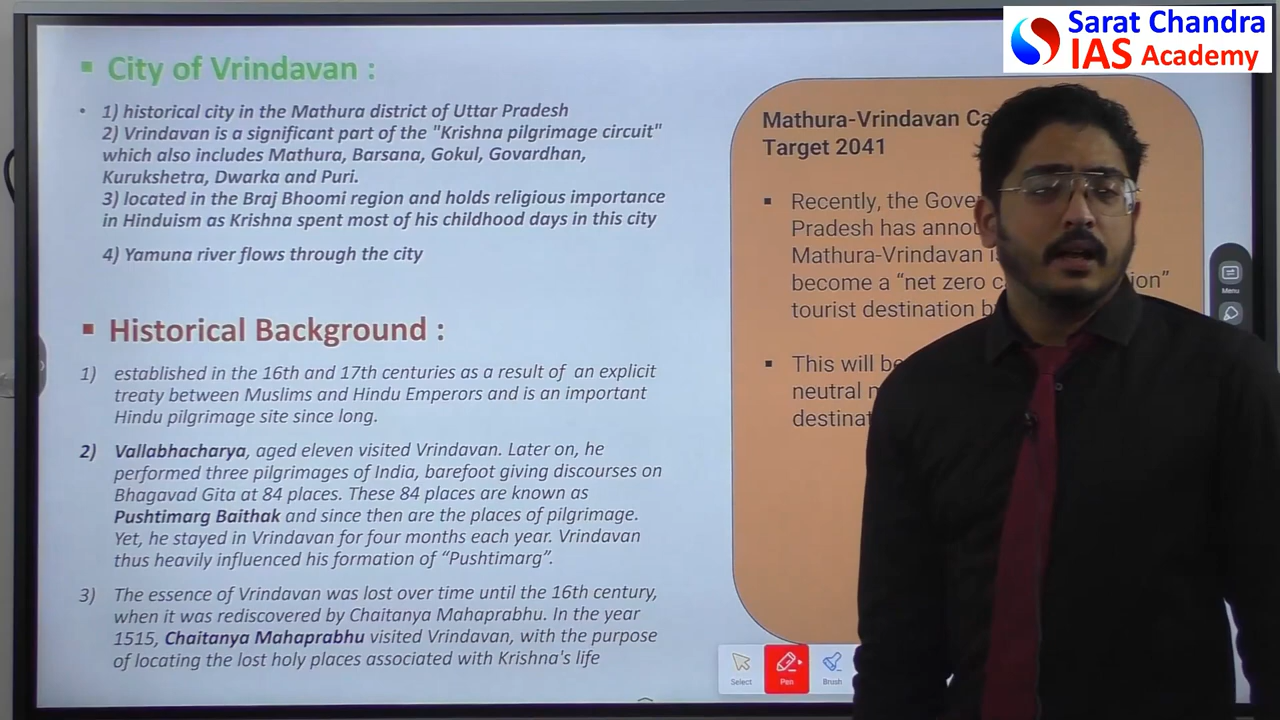 Sarat Chandra
IAS Academy
City of Vrindavan :
1) historical city in the Mathura district of Uttar Pradesh
2) Vrindavan is a significant part of the "Krishna pilgrimage circuit"
which also includes Mathura, Barsana, Gokul, Govardhan,
Kurukshetra, Dwarka and Puri.
3) located in the Braj Bhoomi region and holds religious importance
in Hinduism as Krishna spent most of his childhood days in this city
4) Yamuna river flows through the city
Historical Background :
1) established in the 16th and 17th centuries as a result of an explicit
treaty between Muslims and Hindu Emperors and is an important
Hindu pilgrimage site since long.
2) Vallabhacharya, aged eleven visited Vrindavan. Later on, he
performed three pilgrimages of India, barefoot giving discourses on
Bhagavad Gita at 84 places. These 84 places are known as
Pushtimarg Baithak and since then are the places of pilgrimage.
Yet, he stayed in Vrindavan for four months each year. Vrindavan
thus heavily influenced his formation of “Pushtimarg”.
3) The essence of Vrindavan was lost over time until the 16th century,
when it was rediscovered by Chaitanya Mahaprabhu. In the year
1515, Chaitanya Mahaprabhu visited Vrindavan, with the purpose
of locating the lost holy places associated with Krishna's life
Mathura-Vrindavan
Target 2041
Recently, the
Pradesh has
Mathura-Vrindavan
become a “net zero
tourist destination
This will
neutral
Menu
Select
Pen
Brush